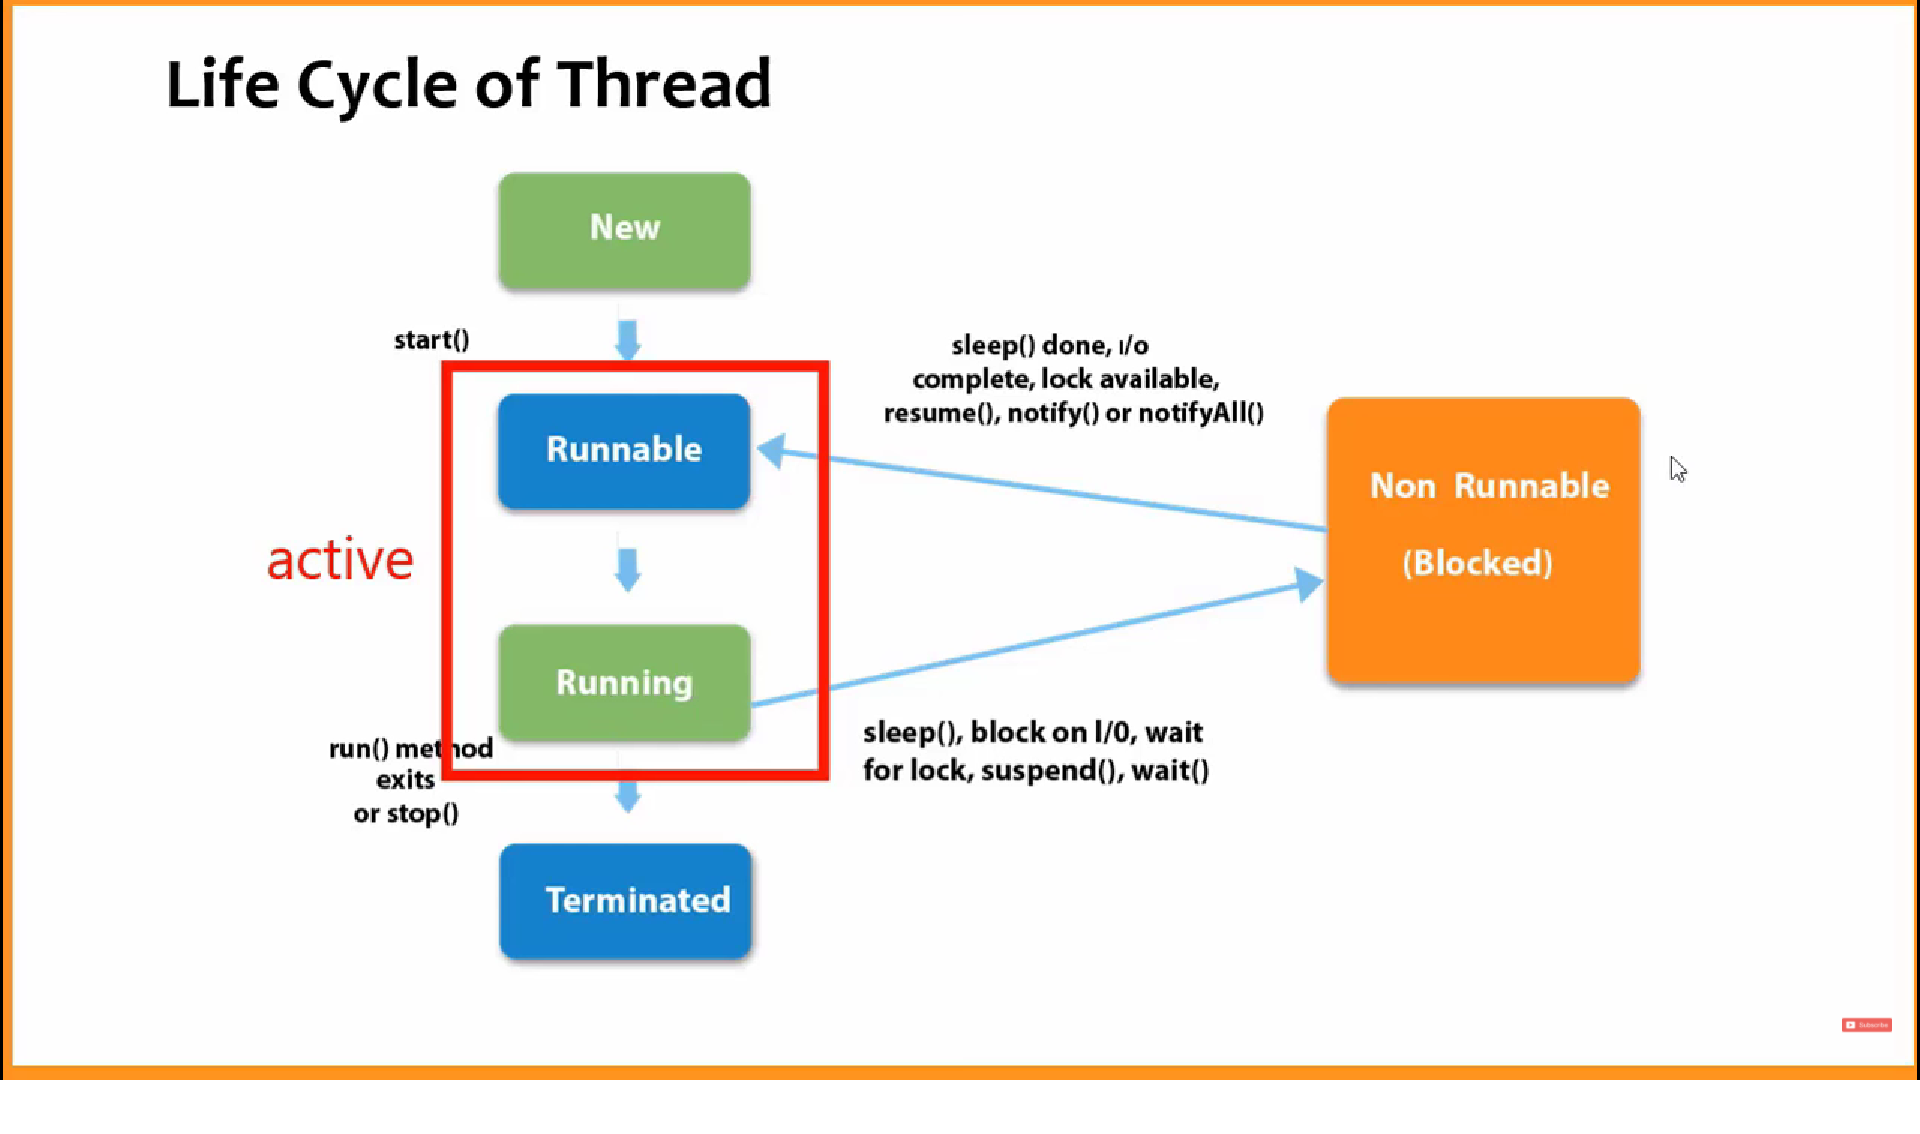 Life Cycle of Thread
New
start()
sleep() done, I/o
complete, lock available,
resume(), notify() or notifyAll()
Runnable
Non Runnable
(Blocked)
active
Running
run() method
exits
or stop()
sleep(), block on I/0, wait
for lock, suspend(), wait()
Terminated
Subscribe